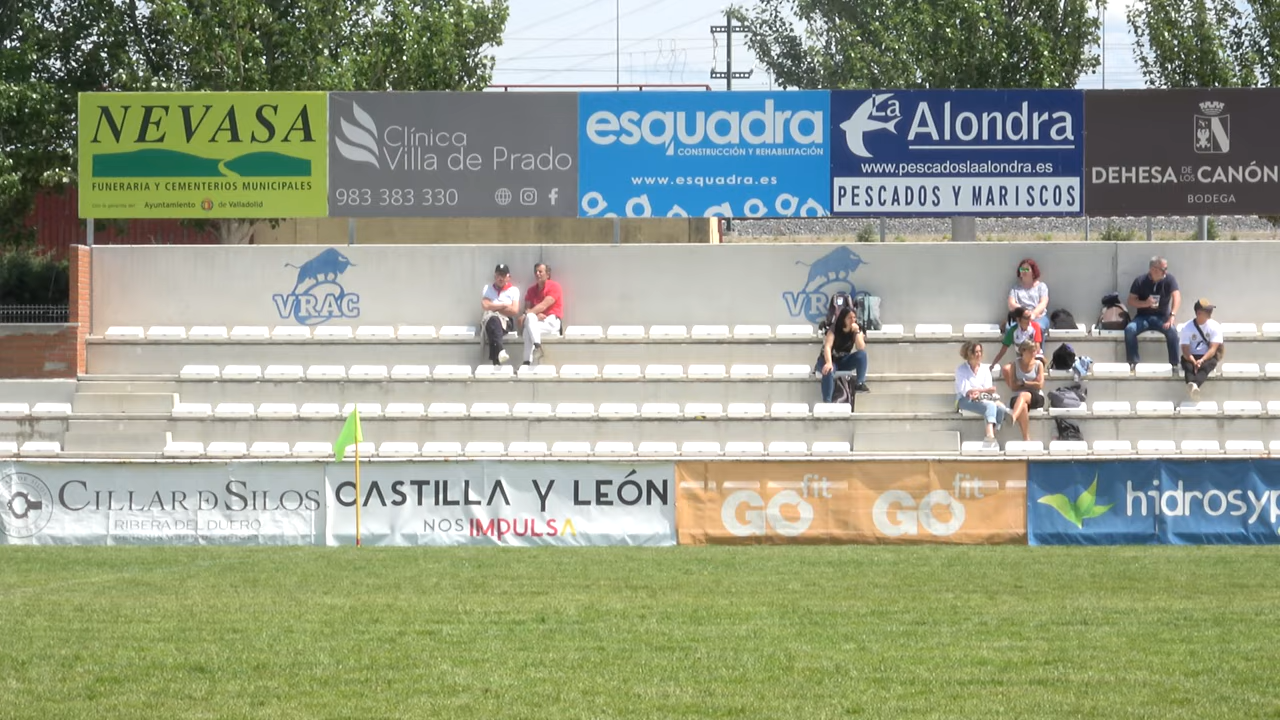 NEVASA
FUNERARIA Y CEMENTERIOS MUNICIPALES
Ayuntamiento de Valladolid
Clínica
Villa de Prado
983 383 330
esquadra
CONSTRUCCIÓN Y REHABILITACIÓN
www.esquadra.es
La Alondra
www.pescadoslaalondra.es
PESCADOS Y MARISCOS
DEHESA DE LOS CANÓN
BODEGA
VRAC
VRAC
CILLAR D SILOS
RIBERA DEL DUERO
CASTILLA Y LEÓN
NOS IMPULSA
GO fit
GO fit
hidrosyp